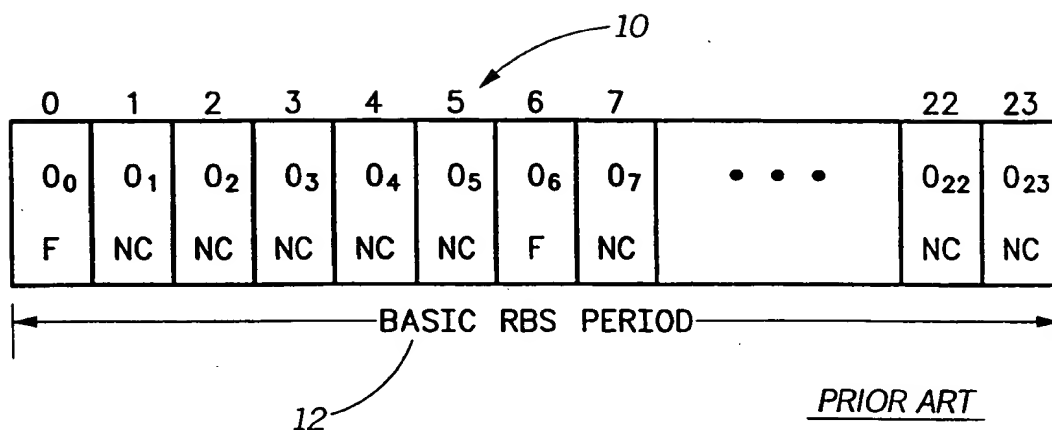 10
0 1 2 3 4 5 6 7 22 23
O₀ O₁ O₂ O₃ O₄ O₅ O₆ O₇ • • • O₂₂ O₂₃
F NC NC NC NC NC F NC NC NC
BASIC RBS PERIOD
12
PRIOR ART